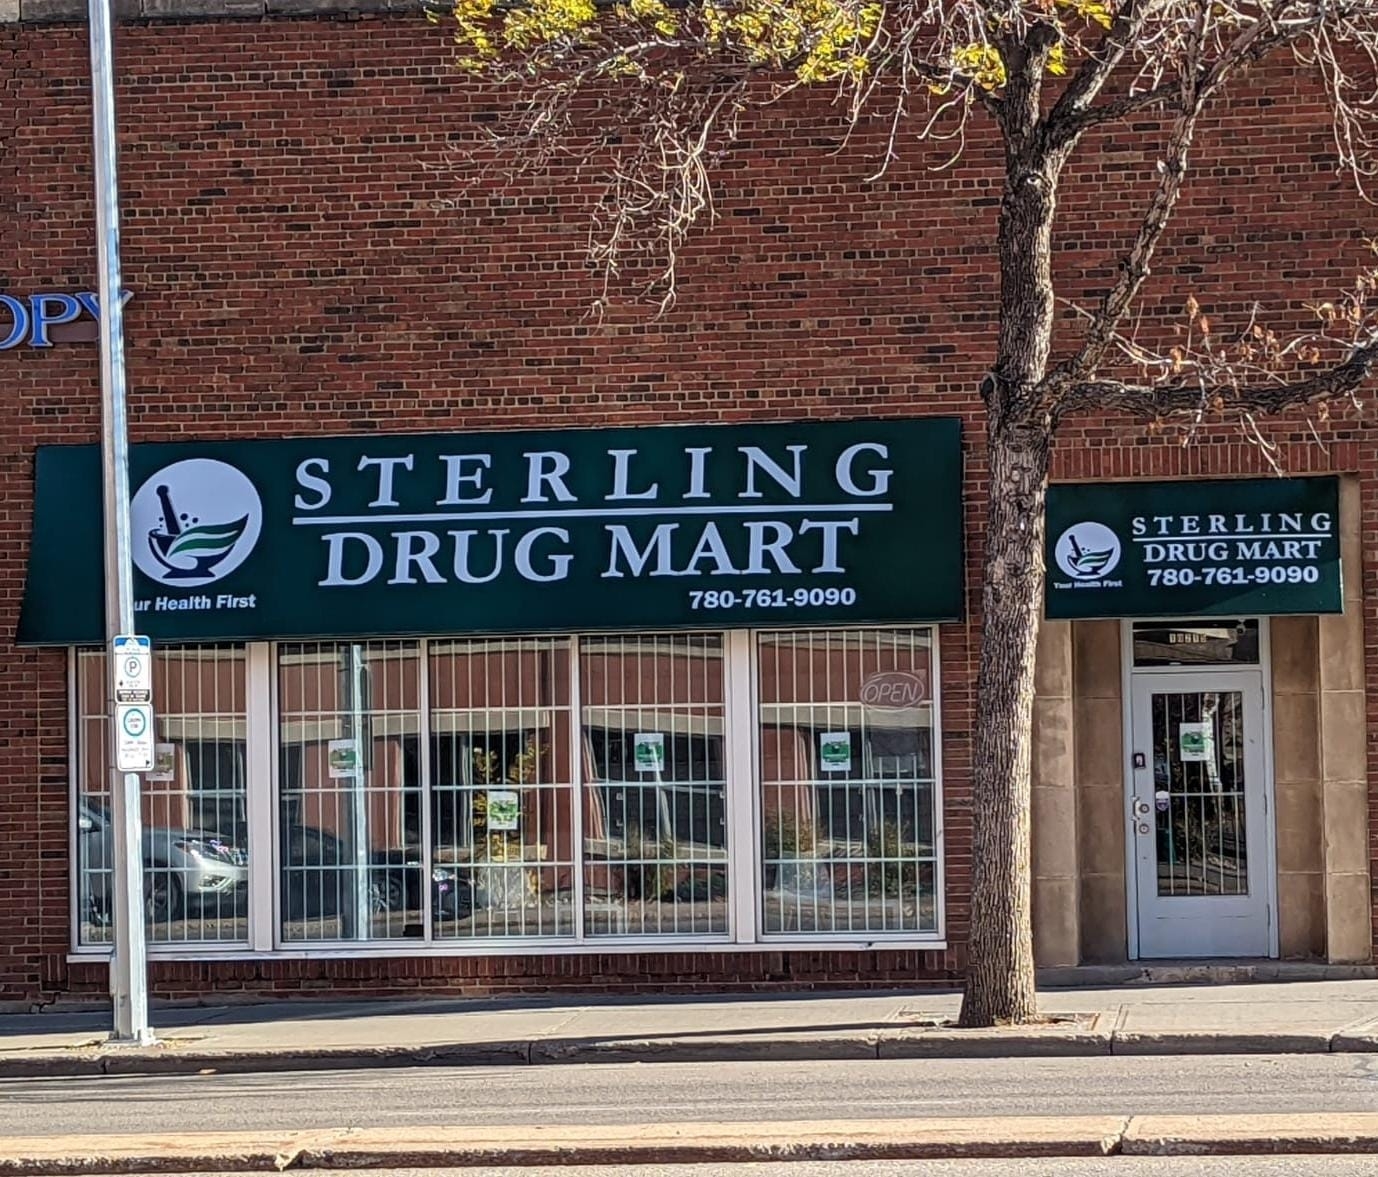 OPY
STERLING
DRUG MART
780-761-9090
ur Health First
STERLING
DRUG MART
780-761-9090
Your Health First
OPEN
P